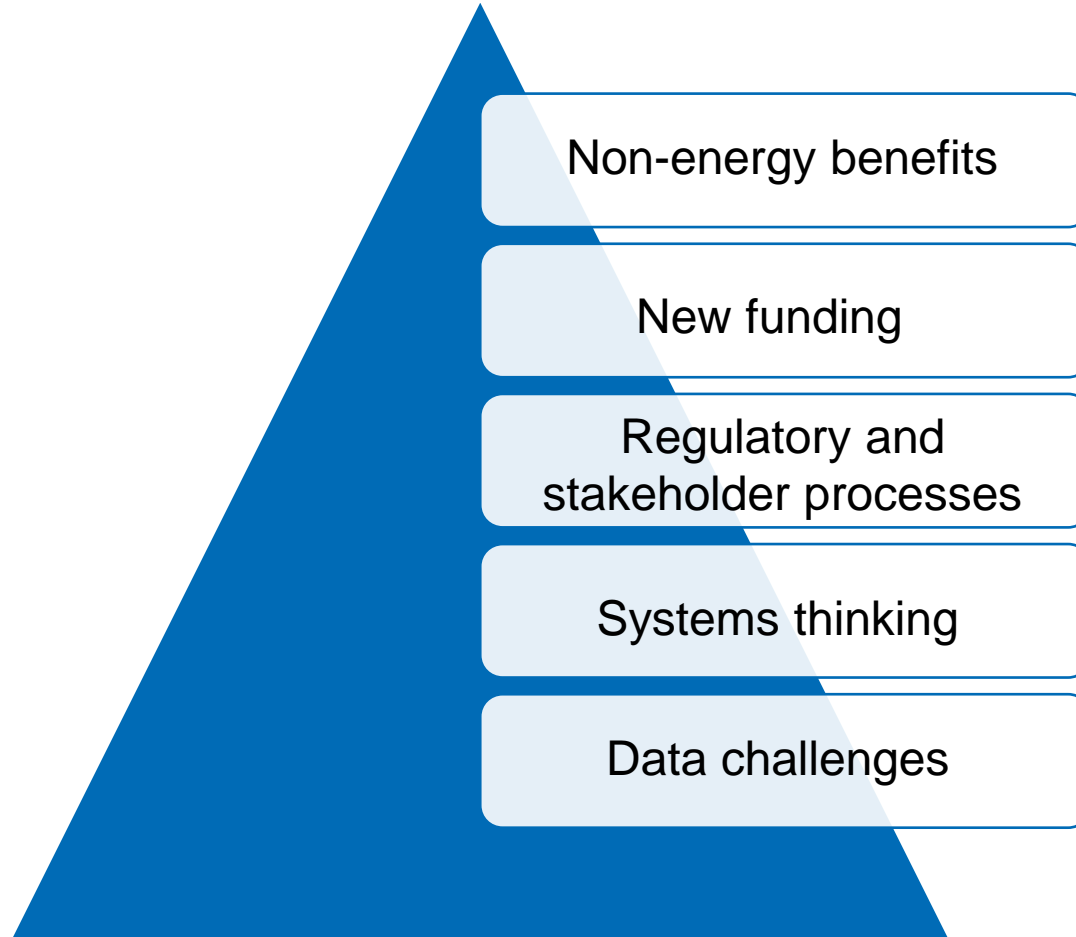 Non-energy benefits
New funding
Regulatory and
stakeholder processes
Systems thinking
Data challenges